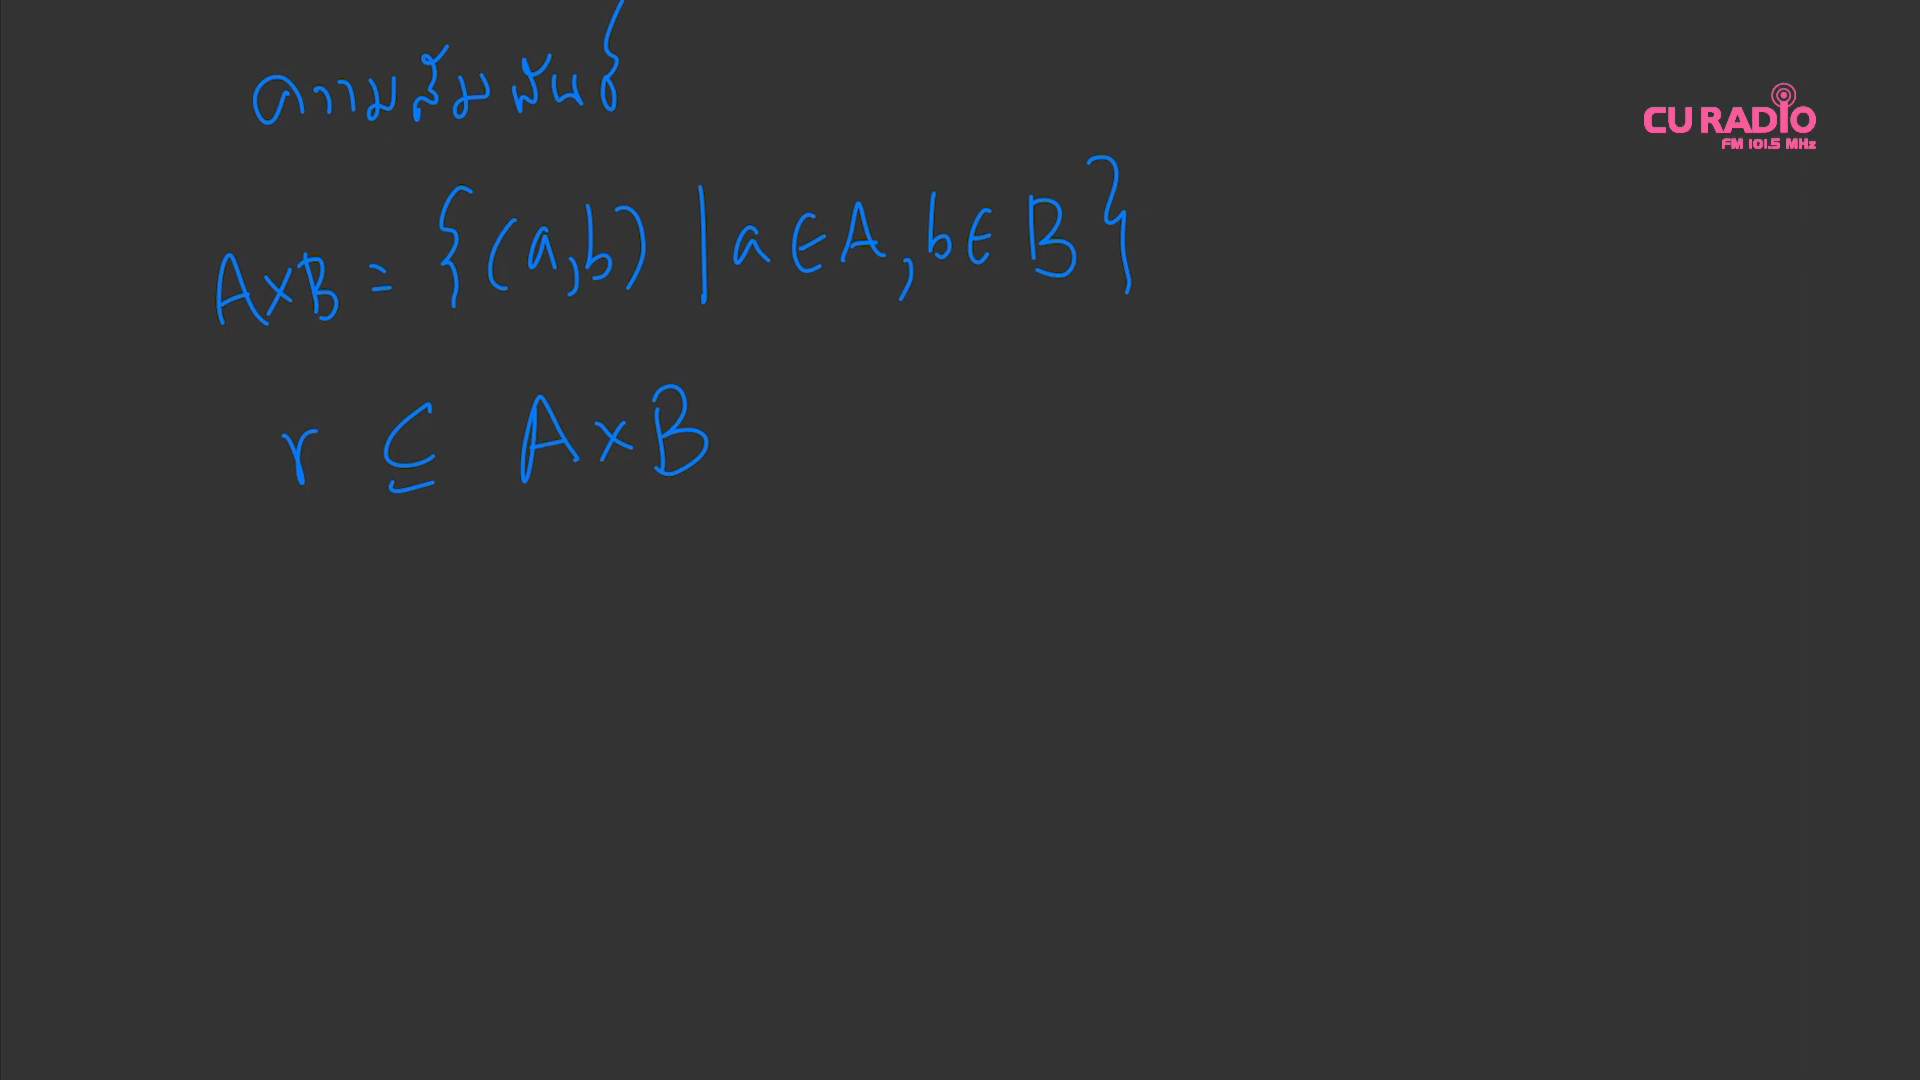 ความสัมพันธ์
CU RADIO
FM 101.5 MHz
A×B = {(a,b) | a∈A, b∈B}
r ⊆ A×B